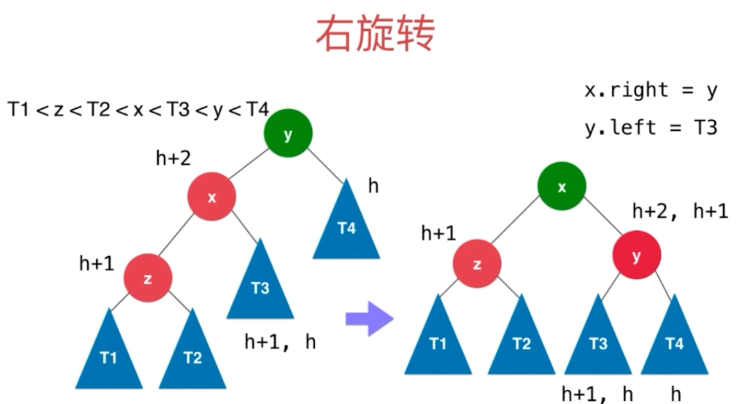 右旋转
T1 < z < T2 < x < T3 < y < T4
x.right = y
y.left = T3
y
h+2
x
h
T4
h+1
z
T3
h+1, h
T1
T2
x
h+2, h+1
h+1
z
y
T1
T2
T3
T4
h+1, h
h